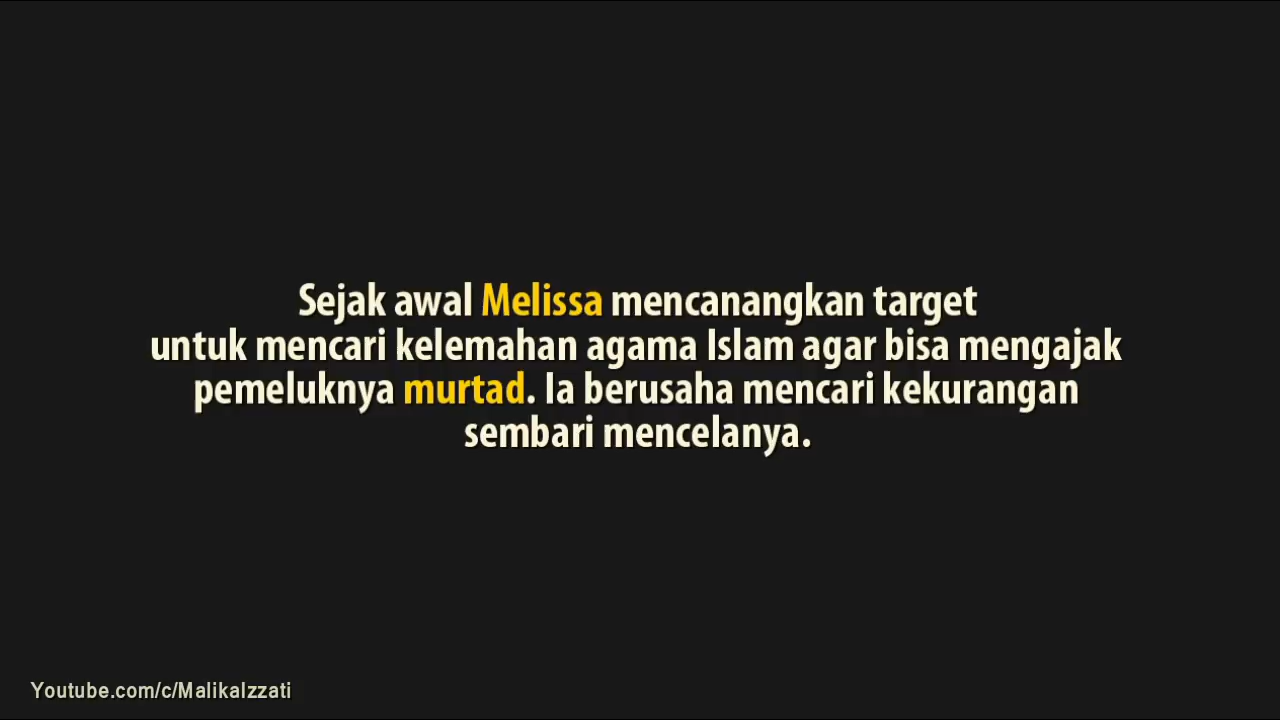 Sejak awal Melissa mencanangkan target
untuk mencari kelemahan agama Islam agar bisa mengajak
pemeluknya murtad. Ia berusaha mencari kekurangan
sembari mencelanya.
Youtube.com/c/MalikaIzzati